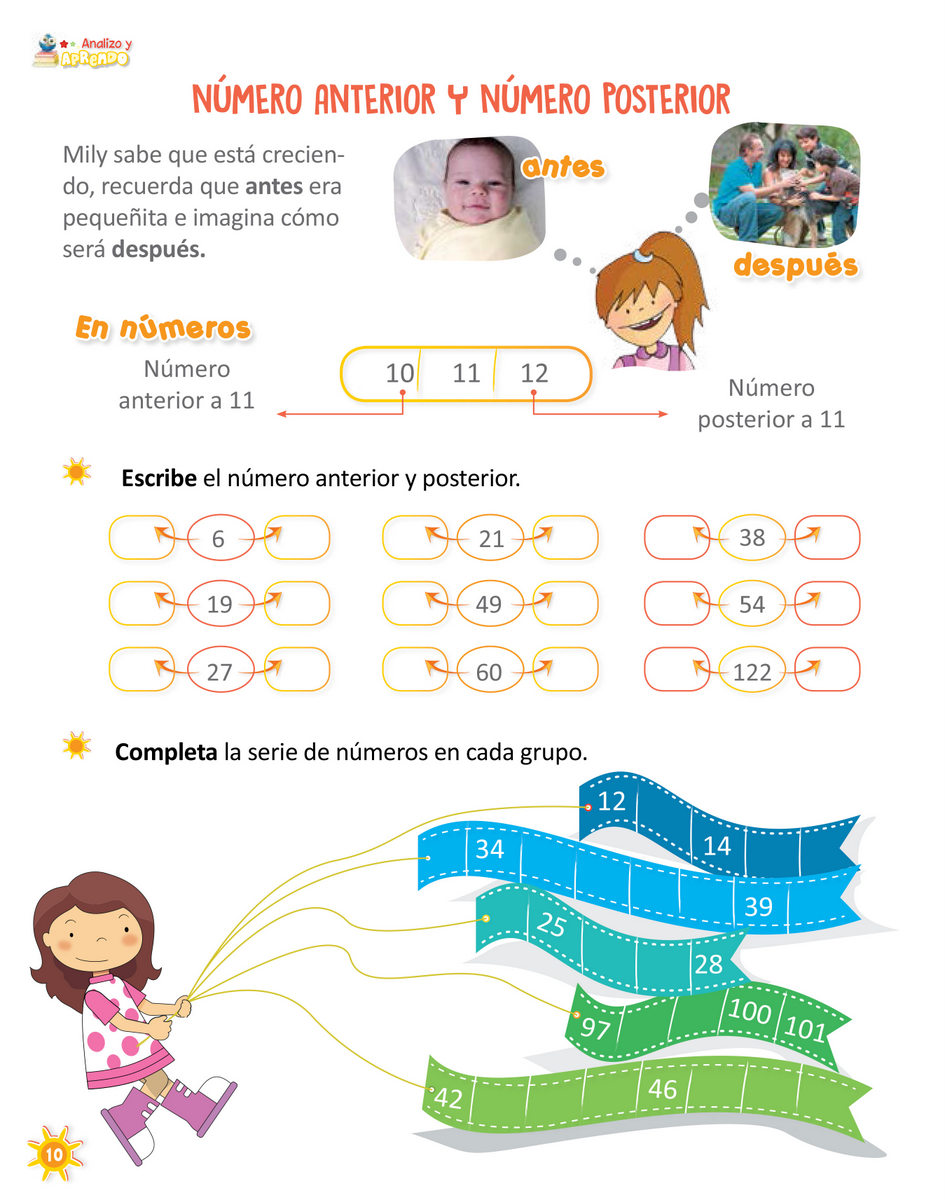 Analizo y
APRENDO
NÚMERO ANTERIOR Y NÚMERO POSTERIOR
Mily sabe que está crecien-
do, recuerda que antes era
pequeñita e imagina cómo
será después.
antes
después
En números
Número
anterior a 11
10 11 12
Número
posterior a 11
Escribe el número anterior y posterior.
6 21 38
19 49 54
27 60 122
Completa la serie de números en cada grupo.
12 14
34 39
25 28
97 100 101
42 46
10